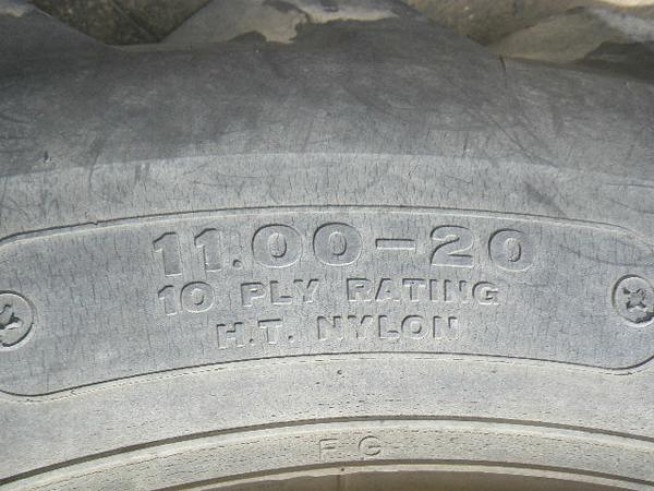 11.00-20
10 PLY RATING
H.T. NYLON
F G